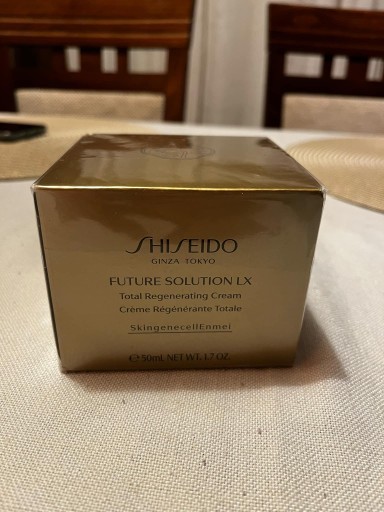 SHISEIDO
GINZA TOKYO
FUTURE SOLUTION LX
Total Regenerating Cream
Crème Régénérante Totale
SkingenecellEnmei
℮50mL NET WT. 1.7 OZ.